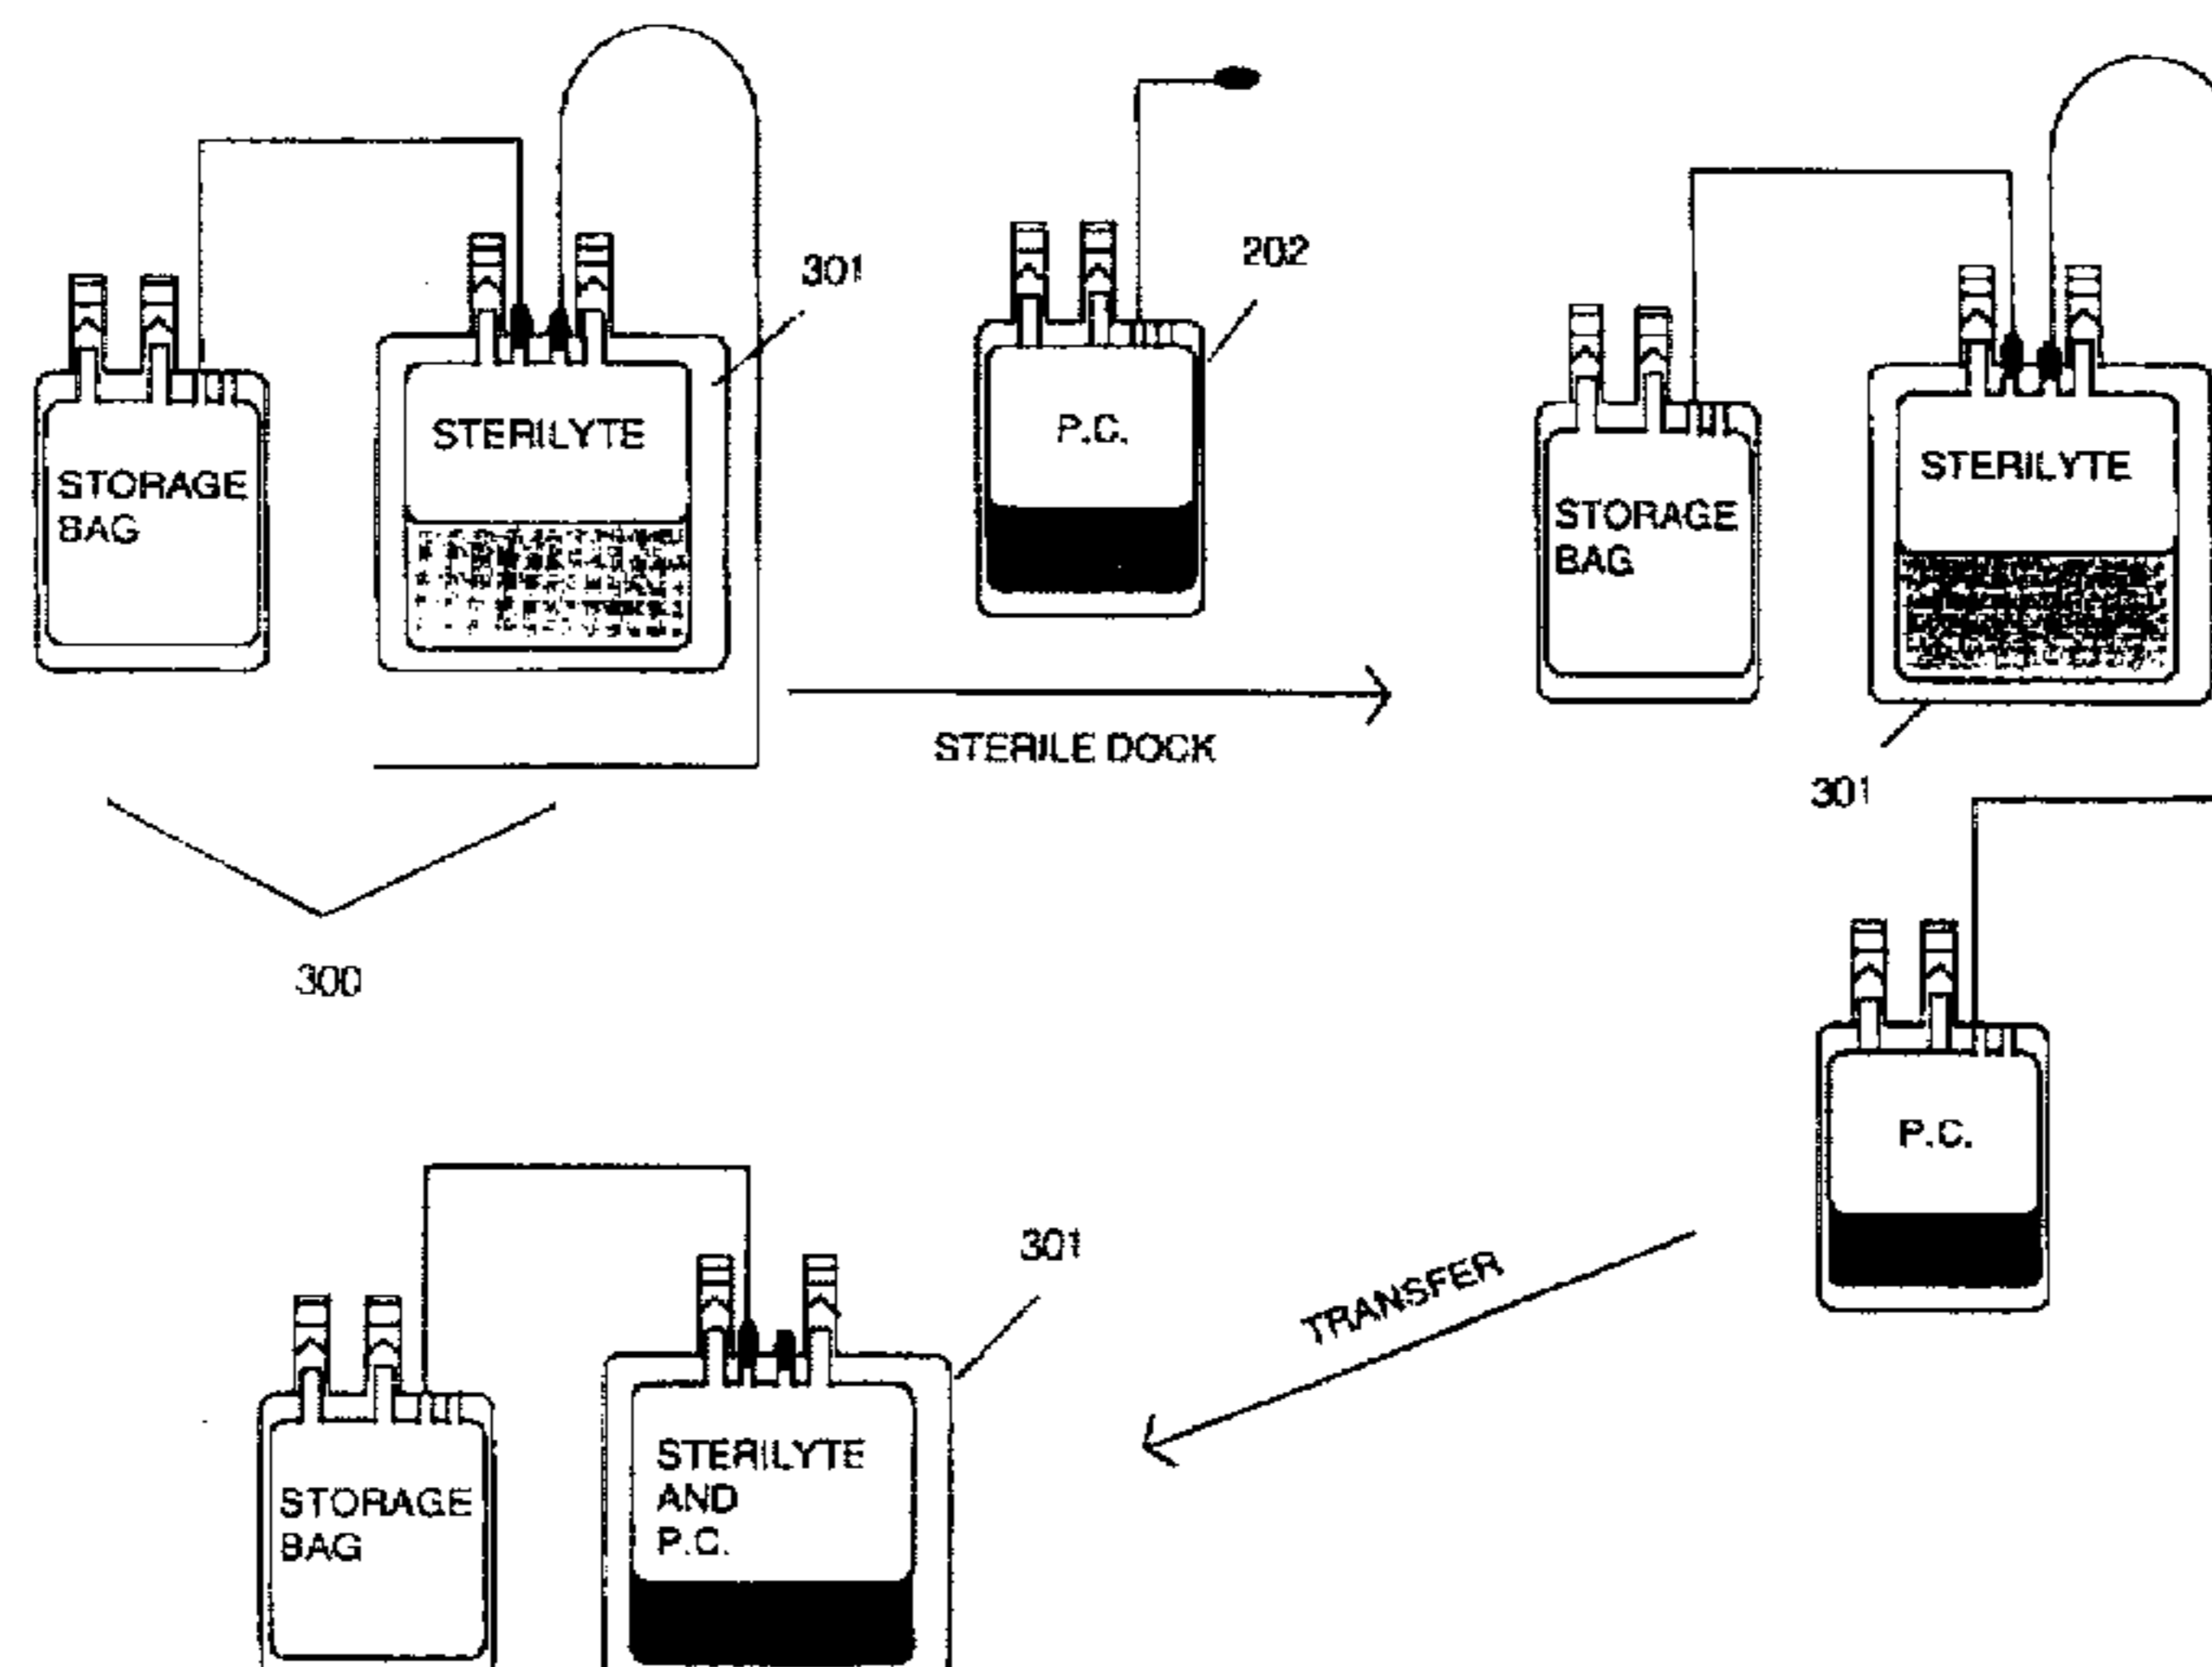 301
202
STERILYTE
P.C.
STORAGE
BAG
STERILYTE
STORAGE
BAG
STERILE DOCK
301
300
P.C.
301
TRANSFER
STERILYTE
AND
P.C.
STORAGE
BAG